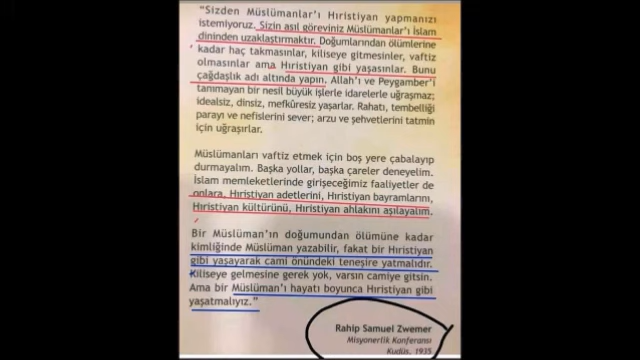 "Sizden Müslümanlar'ı Hıristiyan yapmanızı
istemiyoruz. Sizin asıl göreviniz Müslümanlar'ı İslam
dininden uzaklaştırmaktır. Doğumlarından ölümlerine
kadar haç takmasınlar, kiliseye gitmesinler, vaftiz
olmasınlar ama Hıristiyan gibi yaşasınlar. Bunu
çağdaşlık adı altında yapın. Allah'ı ve Peygamber'i
tanımayan bir nesil büyük işlerle idarelerle uğraşmaz;
idealsiz, dinsiz, mefkûresiz yaşarlar. Rahatı, tembelliği
parayı ve nefislerini sever; arzu ve şehvetlerini tatmin
için uğraşırlar.
Müslümanları vaftiz etmek için boş yere çabalayıp
durmayalım. Başka yollar, başka çareler deneyelim.
İslam memleketlerinde girişeceğimiz faaliyetler de
onlara, Hıristiyan adetlerini, Hıristiyan bayramlarını,
Hıristiyan kültürünü, Hıristiyan ahlakını aşılayalım.
Bir Müslüman'ın doğumundan ölümüne kadar
kimliğinde Müslüman yazabilir, fakat bir Hıristiyan
gibi yaşayarak cami önündeki teneşire yatmalıdır.
Kiliseye gelmesine gerek yok, varsın camiye gitsin.
Ama bir Müslüman'ı hayatı boyunca Hıristiyan gibi
yaşatmalıyız."
Rahip Samuel Zwemer
Misyonerlik Konferansı
Kudüs, 1935